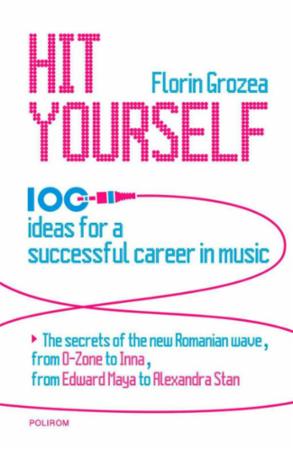 HIT
Florin Grozea
YOURSELF
100
ideas for a
successful career in music
The secrets of the new Romanian wave,
from O-Zone to Inna,
from Edward Maya to Alexandra Stan
POLIROM